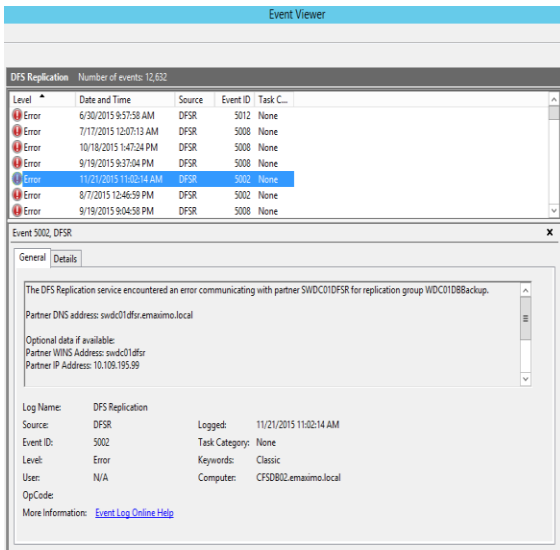 Event Viewer
DFS Replication Number of events: 12,632
Level Date and Time Source Event ID Task C...
Error 6/30/2015 9:57:58 AM DFSR 5012 None
Error 7/17/2015 12:07:13 AM DFSR 5008 None
Error 10/18/2015 1:47:24 PM DFSR 5008 None
Error 9/19/2015 9:37:04 PM DFSR 5008 None
Error 11/21/2015 11:02:14 AM DFSR 5002 None
Error 8/7/2015 12:46:59 PM DFSR 5002 None
Error 9/19/2015 9:04:58 PM DFSR 5008 None
Event 5002, DFSR x
General Details
The DFS Replication service encountered an error communicating with partner SWDC01DFSR for replication group WDC01DBBackup.
Partner DNS address: swdc01dfsr.emaximo.local
Optional data if available:
Partner WINS Address: swdc01dfsr
Partner IP Address: 10.109.195.99
Log Name: DFS Replication
Source: DFSR Logged: 11/21/2015 11:02:14 AM
Event ID: 5002 Task Category: None
Level: Error Keywords: Classic
User: N/A Computer: CFSDB02.emaximo.local
OpCode:
More Information: Event Log Online Help